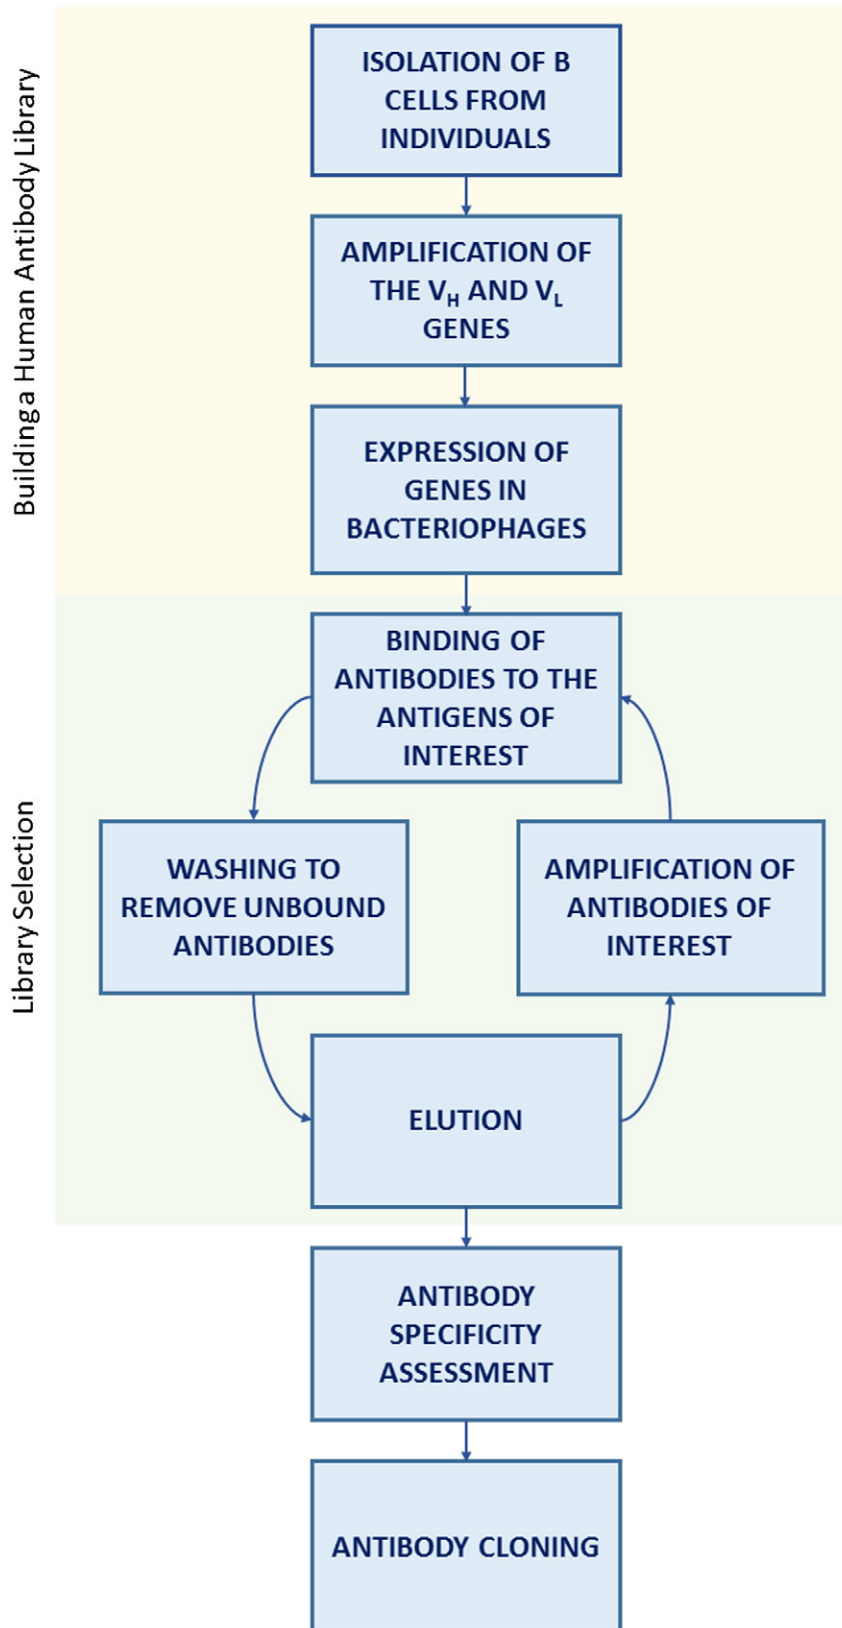 Building a Human Antibody Library
ISOLATION OF B
CELLS FROM
INDIVIDUALS
AMPLIFICATION OF
THE V_H AND V_L
GENES
EXPRESSION OF
GENES IN
BACTERIOPHAGES
Library Selection
BINDING OF
ANTIBODIES TO THE
ANTIGENS OF
INTEREST
WASHING TO
REMOVE UNBOUND
ANTIBODIES
AMPLIFICATION OF
ANTIBODIES OF
INTEREST
ELUTION
ANTIBODY
SPECIFICITY
ASSESSMENT
ANTIBODY CLONING